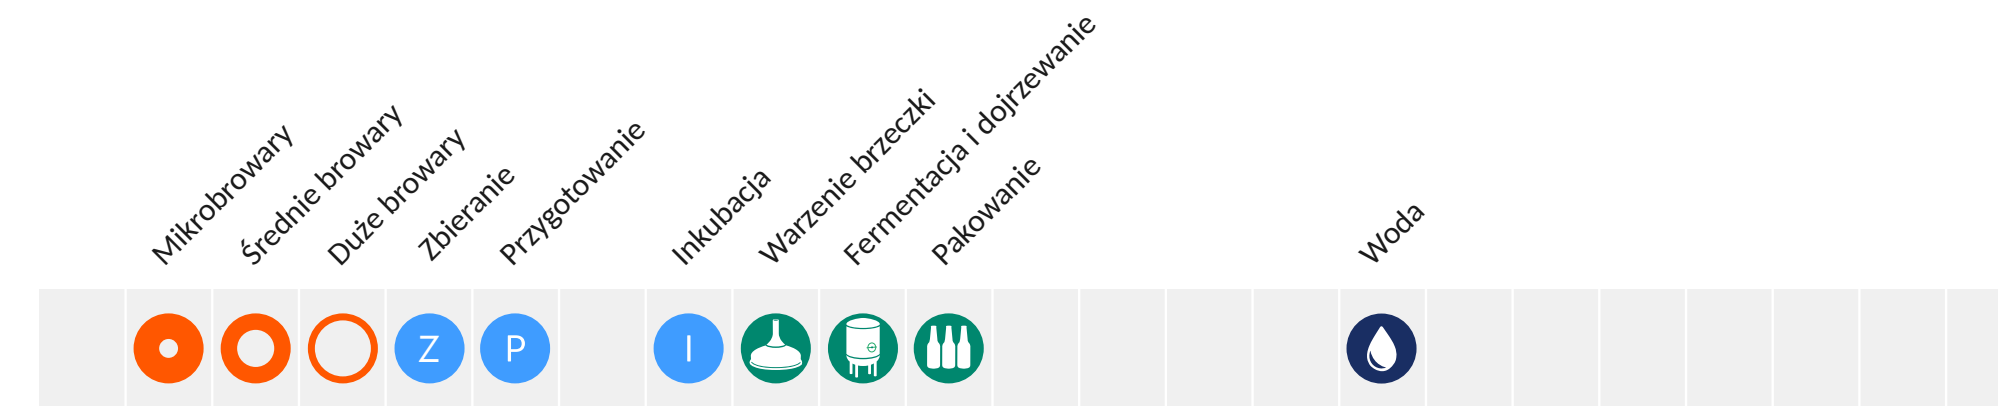 Mikrobrowary
Średnie browary
Duże browary
Zbieranie
Przygotowanie
Inkubacja
Warzenie brzeczki
Fermentacja i dojrzewanie
Pakowanie
Woda
Z
P
I